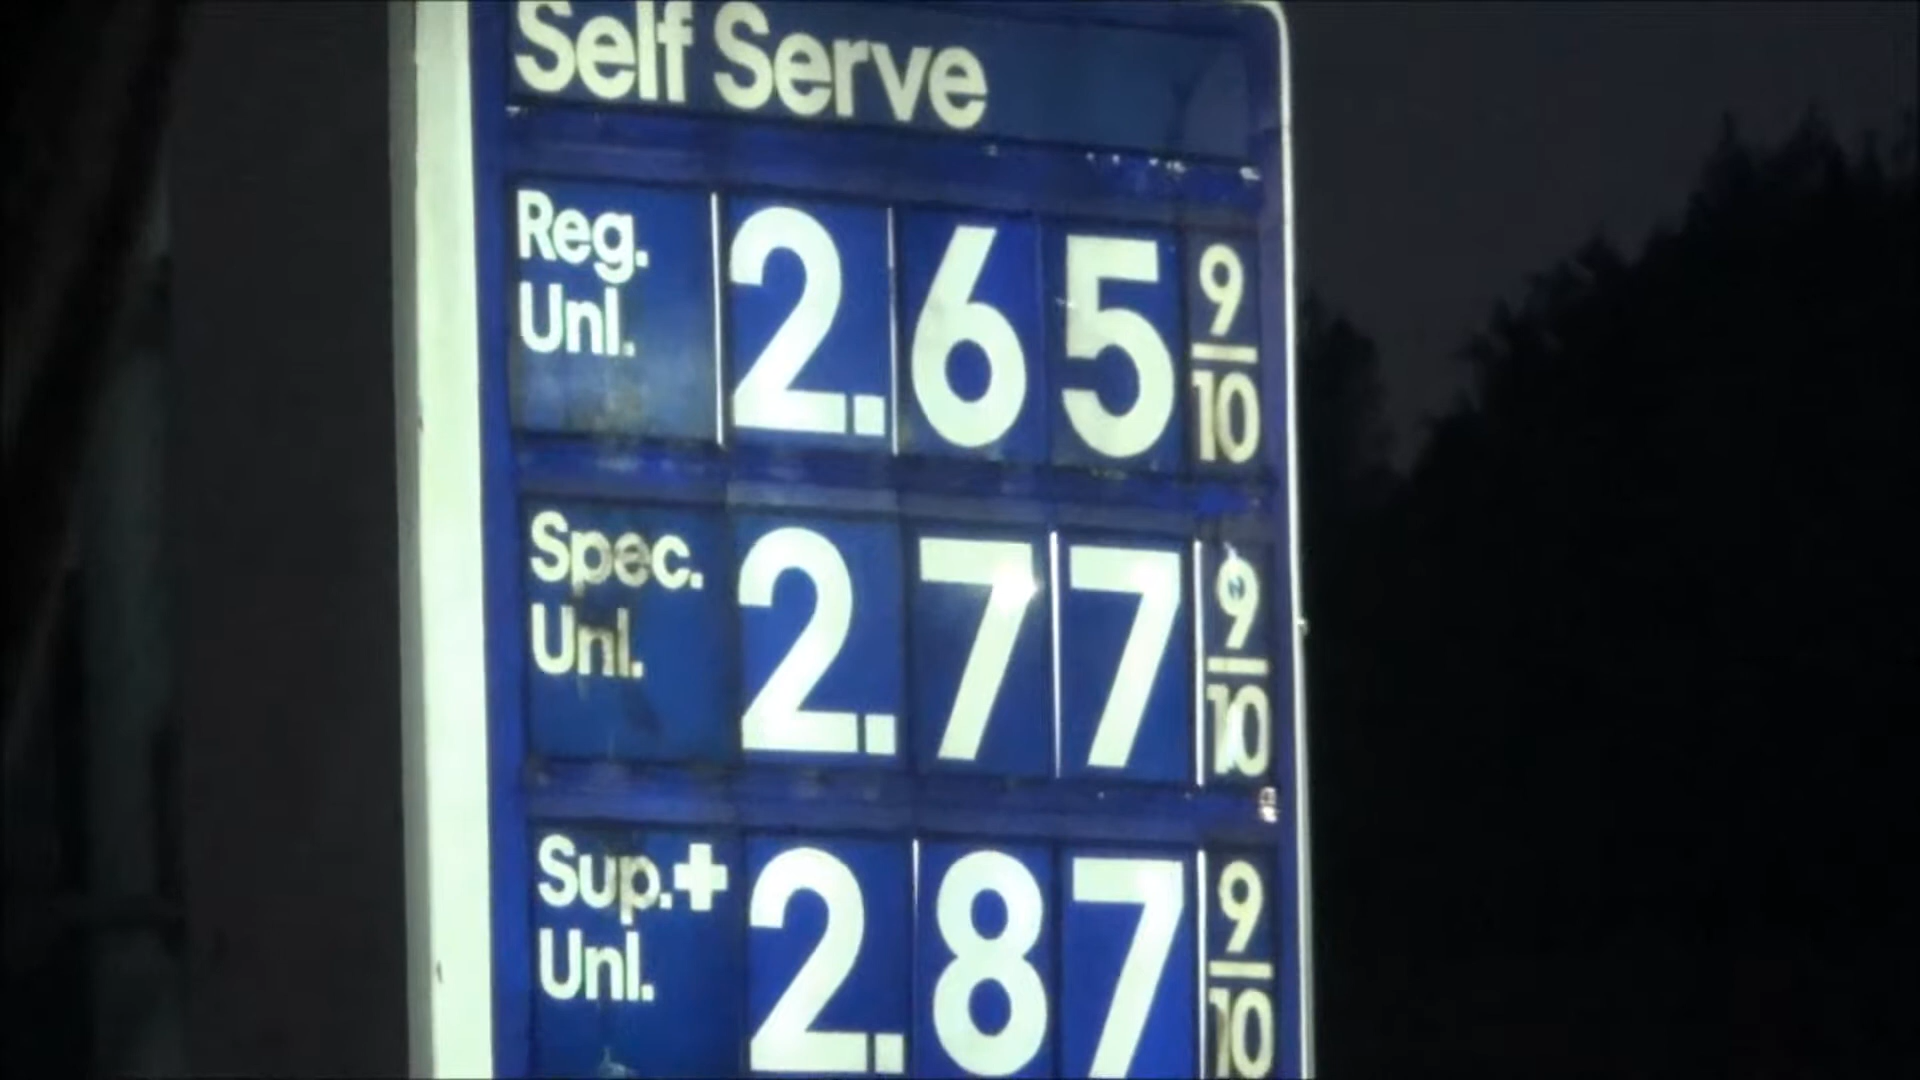 Self Serve
Reg. Unl. 2.65 9/10
Spec. Unl. 2.77 9/10
Sup.+ Unl. 2.87 9/10